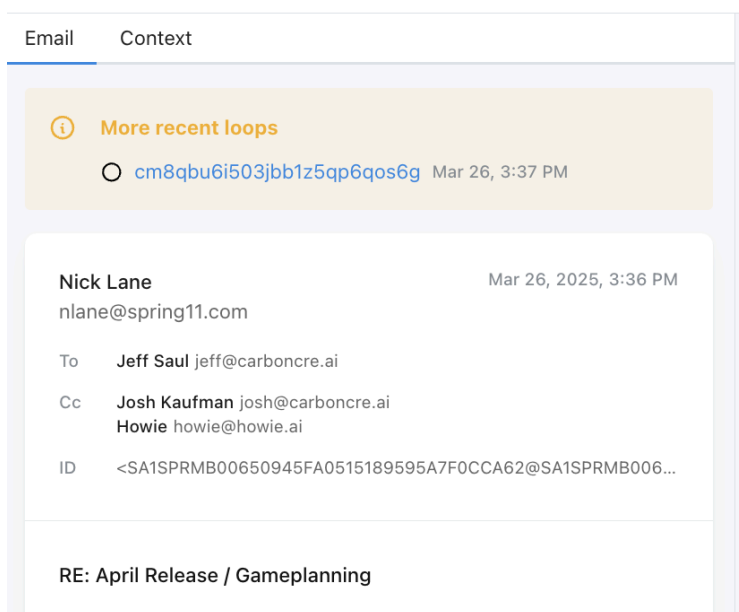 Email Context
More recent loops
cm8qbu6i503jbb1z5qp6qos6g Mar 26, 3:37 PM
Nick Lane Mar 26, 2025, 3:36 PM
nlane@spring11.com
To Jeff Saul jeff@carboncre.ai
Cc Josh Kaufman josh@carboncre.ai
Howie howie@howie.ai
ID <SA1SPRMB00650945FA0515189595A7F0CCA62@SA1SPRMB006...
RE: April Release / Gameplanning